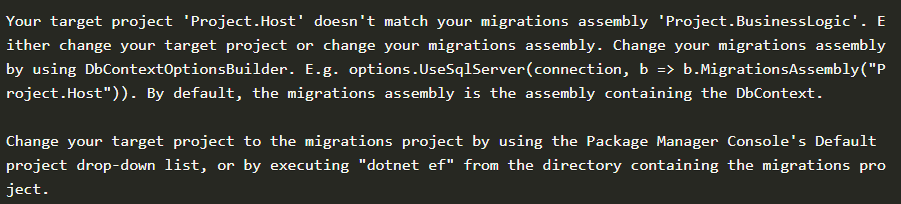 Your target project 'Project.Host' doesn't match your migrations assembly 'Project.BusinessLogic'. E
ither change your target project or change your migrations assembly. Change your migrations assembly
by using DbContextOptionsBuilder. E.g. options.UseSqlServer(connection, b => b.MigrationsAssembly("P
roject.Host")). By default, the migrations assembly is the assembly containing the DbContext.

Change your target project to the migrations project by using the Package Manager Console's Default
project drop-down list, or by executing "dotnet ef" from the directory containing the migrations pro
ject.